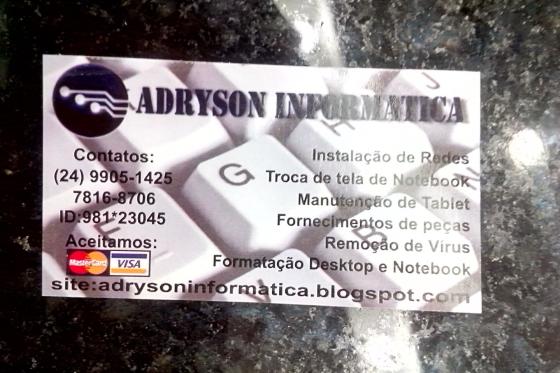 ADRYSON INFORMATICA
Contatos:
(24) 9905-1425
7816-8706
ID:981*23045
Aceitamos:
MasterCard VISA
Instalação de Redes
Troca de tela de Notebook
Manutenção de Tablet
Fornecimentos de peças
Remoção de Vírus
Formatação Desktop e Notebook
site:adrysoninformatica.blogspot.com
G
H
J
E
B